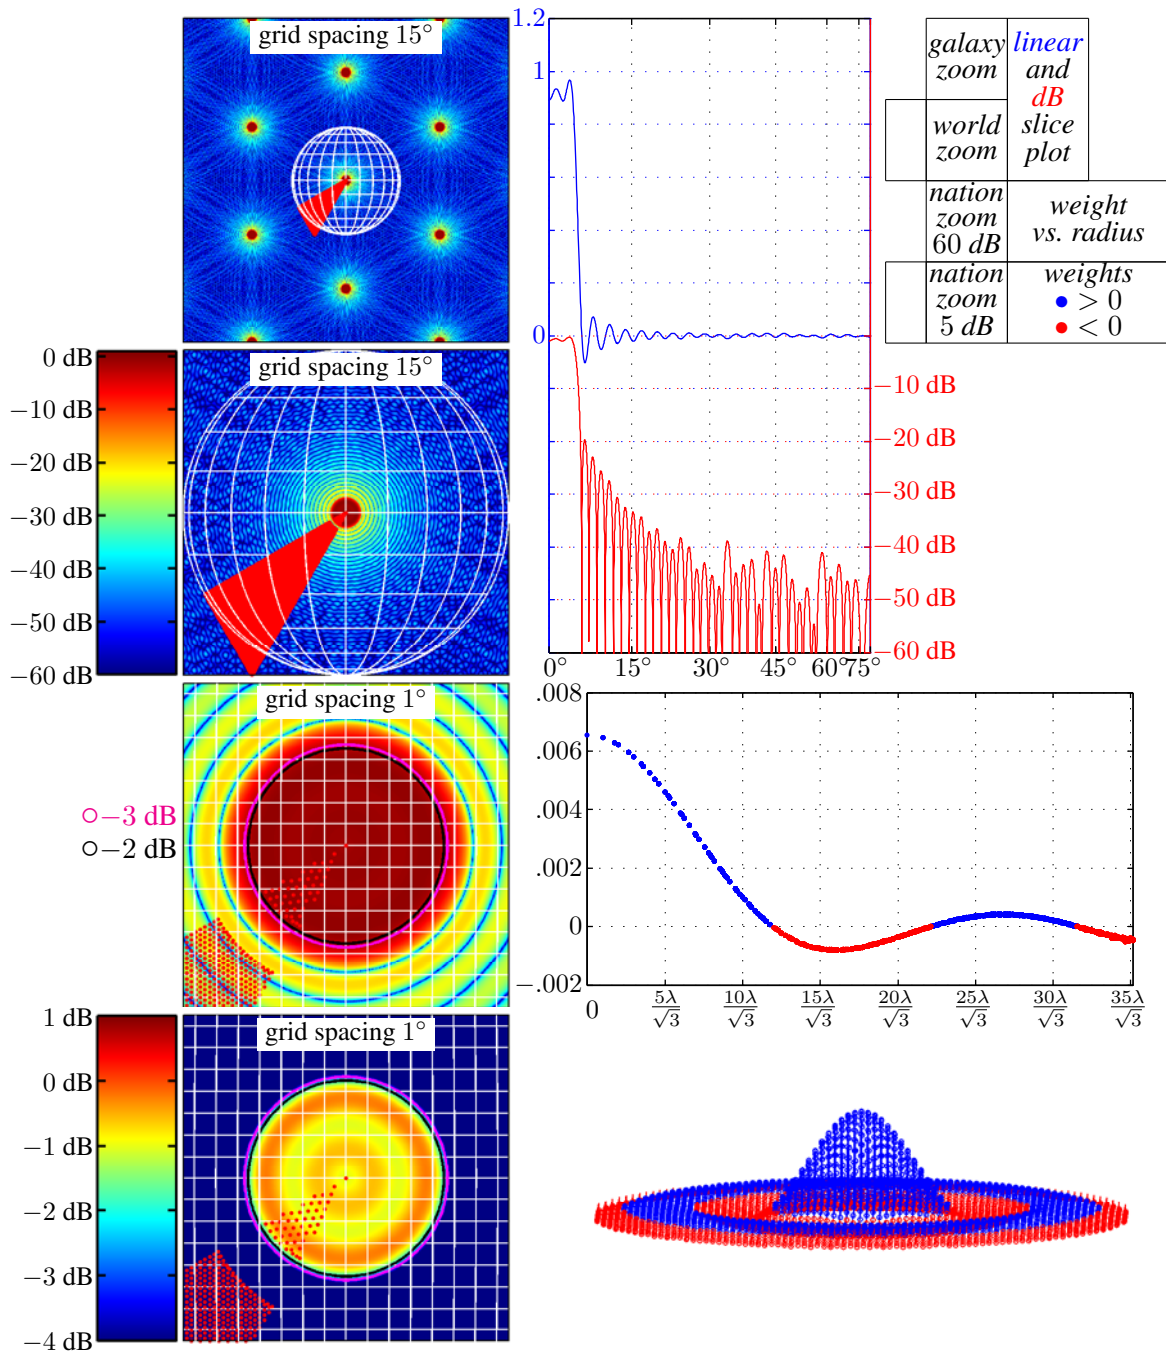 grid spacing 15°
1.2
1
0
galaxy zoom
linear and dB slice plot
world zoom
nation zoom 60 dB
weight vs. radius
nation zoom 5 dB
weights
> 0
< 0
0 dB
−10 dB
−20 dB
−30 dB
−40 dB
−50 dB
−60 dB
grid spacing 15°
−10 dB
−20 dB
−30 dB
−40 dB
−50 dB
−60 dB
0° 15° 30° 45° 60° 75°
grid spacing 1°
−3 dB
−2 dB
.008
.006
.004
.002
0
−.002
0 5λ/√3 10λ/√3 15λ/√3 20λ/√3 25λ/√3 30λ/√3 35λ/√3
grid spacing 1°
1 dB
0 dB
−1 dB
−2 dB
−3 dB
−4 dB